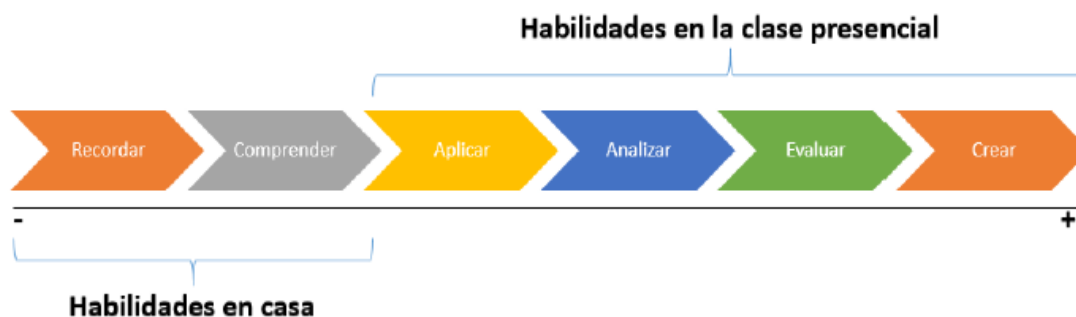 Habilidades en la clase presencial
Recordar
Comprender
Aplicar
Analizar
Evaluar
Crear
- +
Habilidades en casa